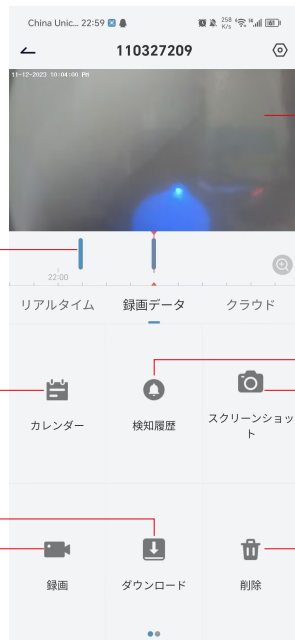 China Unic... 22:59
258 K/s
110327209
11-12-2023 10:04:00 PM
22:00
リアルタイム 録画データ クラウド
カレンダー 検知履歴 スクリーンショッ
ト
録画 ダウンロード 削除